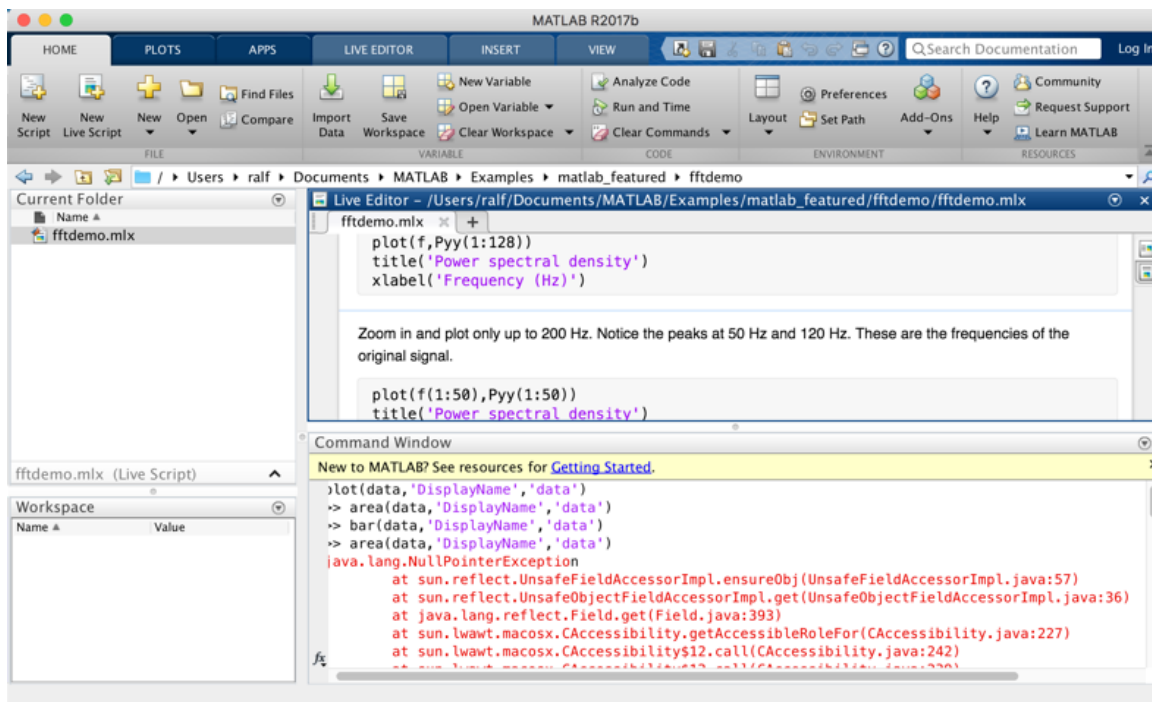 MATLAB R2017b
HOME PLOTS APPS LIVE EDITOR INSERT VIEW Search Documentation Log In
New Script
New Live Script
New
Open
Find Files
Compare
Import Data
Save Workspace
New Variable
Open Variable
Clear Workspace
Analyze Code
Run and Time
Clear Commands
Layout
Preferences
Set Path
Add-Ons
Help
Community
Request Support
Learn MATLAB
FILE VARIABLE CODE ENVIRONMENT RESOURCES
/ Users ralf Documents MATLAB Examples matlab_featured fftdemo
Current Folder
Name
fftdemo.mlx
fftdemo.mlx (Live Script)
Workspace
Name Value
Live Editor - /Users/ralf/Documents/MATLAB/Examples/matlab_featured/fftdemo/fftdemo.mlx
fftdemo.mlx
plot(f,Pyy(1:128))
title('Power spectral density')
xlabel('Frequency (Hz)')
Zoom in and plot only up to 200 Hz. Notice the peaks at 50 Hz and 120 Hz. These are the frequencies of the
original signal.
plot(f(1:50),Pyy(1:50))
title('Power spectral density')
Command Window
New to MATLAB? See resources for Getting Started.
plot(data,'DisplayName','data')
>> area(data,'DisplayName','data')
>> bar(data,'DisplayName','data')
>> area(data,'DisplayName','data')
java.lang.NullPointerException
at sun.reflect.UnsafeFieldAccessorImpl.ensureObj(UnsafeFieldAccessorImpl.java:57)
at sun.reflect.UnsafeObjectFieldAccessorImpl.get(UnsafeObjectFieldAccessorImpl.java:36)
at java.lang.reflect.Field.get(Field.java:393)
at sun.lwawt.macosx.CAccessibility.getAccessibleRoleFor(CAccessibility.java:227)
at sun.lwawt.macosx.CAccessibility$12.call(CAccessibility.java:242)
fx